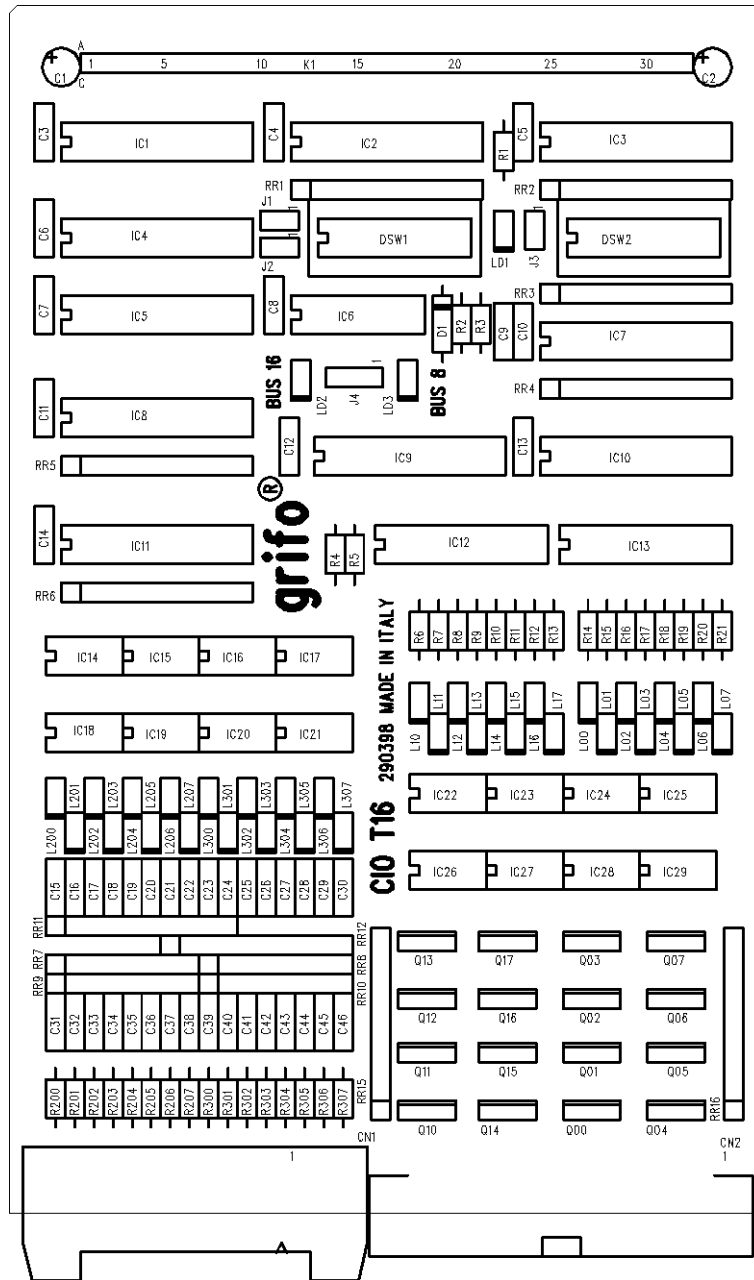 A
C1 1 5 10 K1 15 20 25 30 C2
C
C3 IC1 C4 IC2 R1 C5 IC3
RR1 RR2
C6 IC4 J1 1 DSW1 LD1 J3 1 DSW2
J2 1
RR3
C7 IC5 C8 IC6 D1 R2 R3 C9 C10 IC7
BUS 16 LD2 J4 1 LD3 BUS 8 RR4
C11 IC8
C12 IC9 C13 IC10
RR5
grifo ®
C14 IC11 R4 R5 IC12 IC13
RR6
R6 R7 R8 R9 R10 R11 R12 R13 R14 R15 R16 R17 R18 R19 R20 R21
IC14 IC15 IC16 IC17
290398 MADE IN ITALY
L11 L13 L15 L17 L01 L03 L05 L07
L10 L12 L14 L16 L00 L02 L04 L06
IC18 IC19 IC20 IC21
L201 L203 L205 L207 L301 L303 L305 L307
L200 L202 L204 L206 L300 L302 L304 L306
IC22 IC23 IC24 IC25
CIO T16
IC26 IC27 IC28 IC29
C15 C16 C17 C18 C19 C20 C21 C22 C23 C24 C25 C26 C27 C28 C29 C30
RR11 RR12
RR7 RR8
RR9 RR10
Q13 Q17 Q03 Q07
Q12 Q16 Q02 Q06
C31 C32 C33 C34 C35 C36 C37 C38 C39 C40 C41 C42 C43 C44 C45 C46
Q11 Q15 Q01 Q05
R200 R201 R202 R203 R204 R205 R206 R207 R300 R301 R302 R303 R304 R305 R306 R307
RR15 RR16
Q10 Q14 Q00 Q04
CN1 CN2
1 1
A